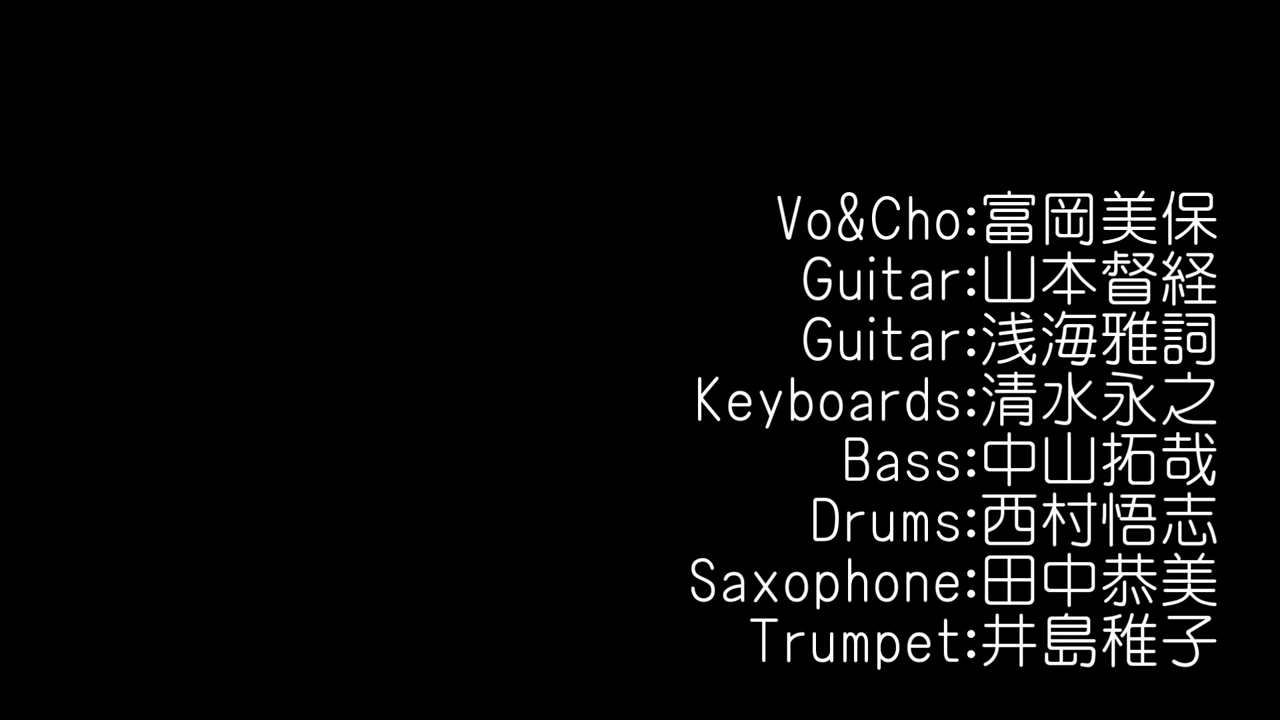 Vo&Cho:富岡美保
Guitar:山本督経
Guitar:浅海雅詞
Keyboards:清水永之
Bass:中山拓哉
Drums:西村悟志
Saxophone:田中恭美
Trumpet:井島稚子